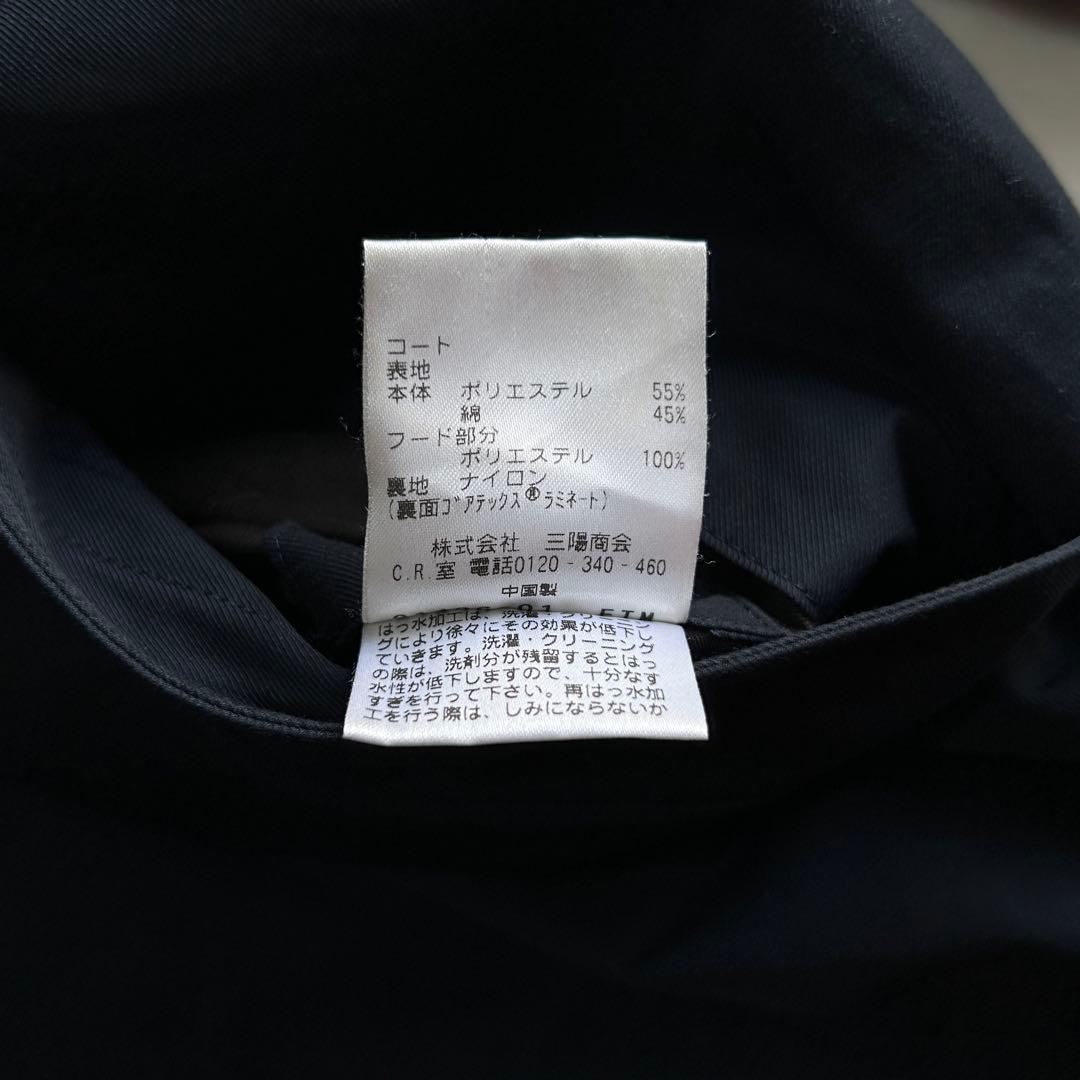 コート
表地
本体 ポリエステル 55%
綿 45%
フード部分
ポリエステル 100%
裏地 ナイロン
(裏面ゴアテックス®ラミネート)
株式会社 三陽商会
C.R.室 電話0120-340-460
中国製
はっ水加工は、洗濯・クリーニン
グにより徐々にその効果が低下し
ていきます。洗濯・クリーニング
の際は、洗剤分が残留するとはっ
水性が低下しますので、十分なす
すぎを行って下さい。再はっ水加
工を行う際は、しみにならないか